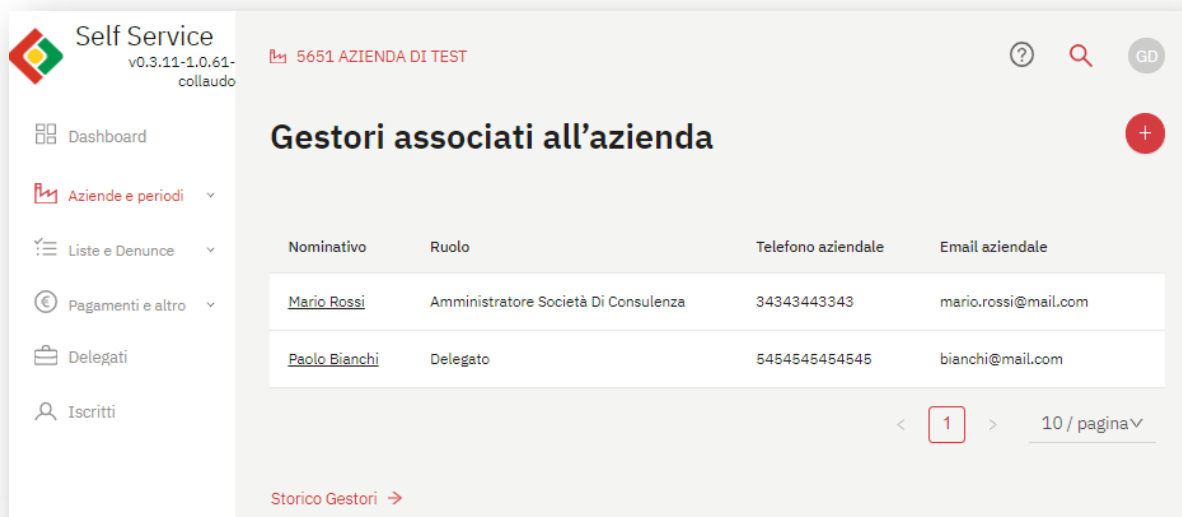 Self Service
v0.3.11-1.0.61-
collaudo
5651 AZIENDA DI TEST
GD
Dashboard
Aziende e periodi
Liste e Denunce
Pagamenti e altro
Delegati
Iscritti
Gestori associati all’azienda
Nominativo Ruolo Telefono aziendale Email aziendale
Mario Rossi Amministratore Società Di Consulenza 34343443343 mario.rossi@mail.com
Paolo Bianchi Delegato 5454545454545 bianchi@mail.com
< 1 > 10 / pagina
Storico Gestori →